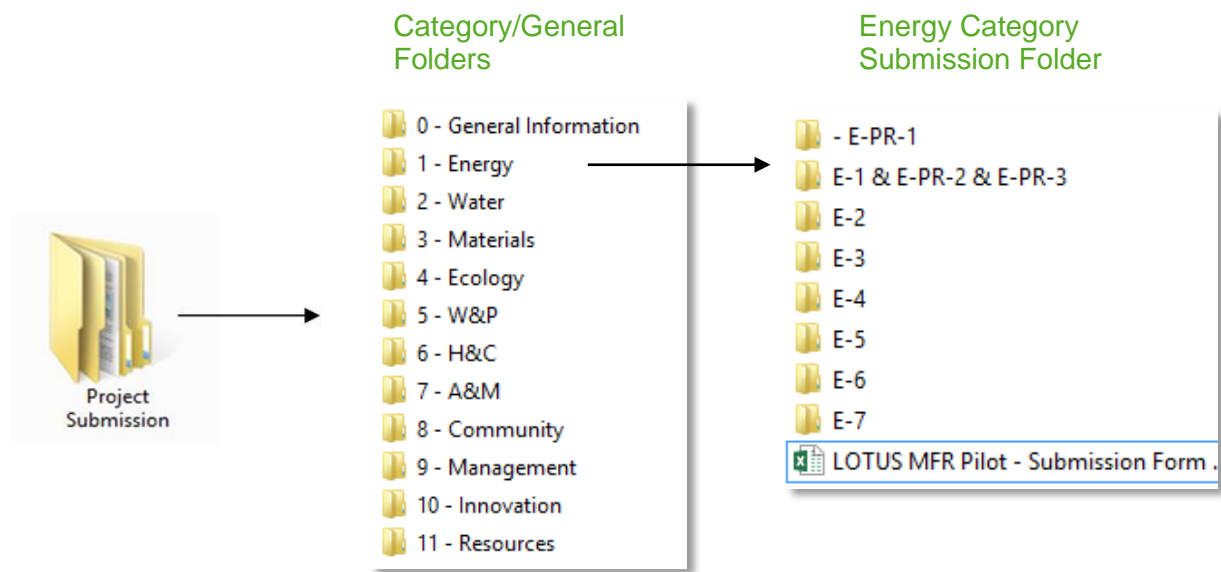 Category/General
Folders
Energy Category
Submission Folder
Project
Submission
0 - General Information
1 - Energy
2 - Water
3 - Materials
4 - Ecology
5 - W&P
6 - H&C
7 - A&M
8 - Community
9 - Management
10 - Innovation
11 - Resources
- E-PR-1
E-1 & E-PR-2 & E-PR-3
E-2
E-3
E-4
E-5
E-6
E-7
LOTUS MFR Pilot - Submission Form .